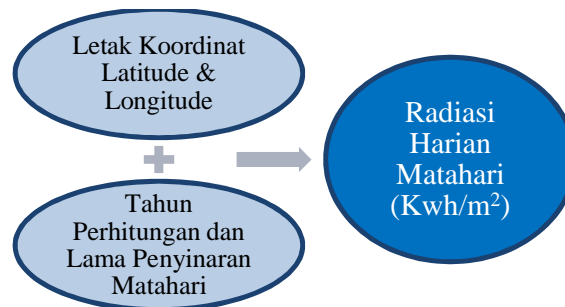 Letak Koordinat
Latitude &
Longitude
Tahun
Perhitungan dan
Lama Penyinaran
Matahari
Radiasi
Harian
Matahari
(Kwh/m²)